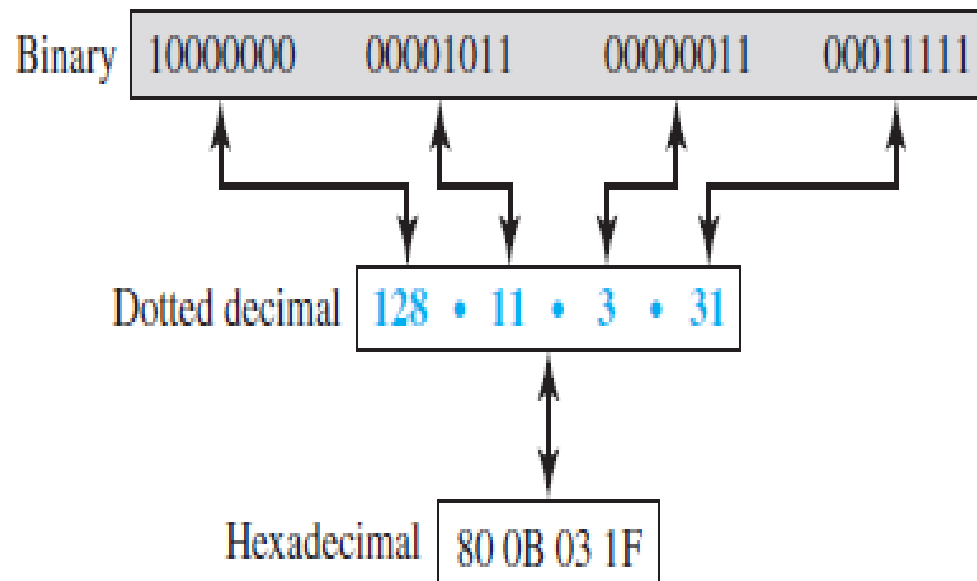 Binary 10000000 00001011 00000011 00011111
Dotted decimal 128 • 11 • 3 • 31
Hexadecimal 80 0B 03 1F